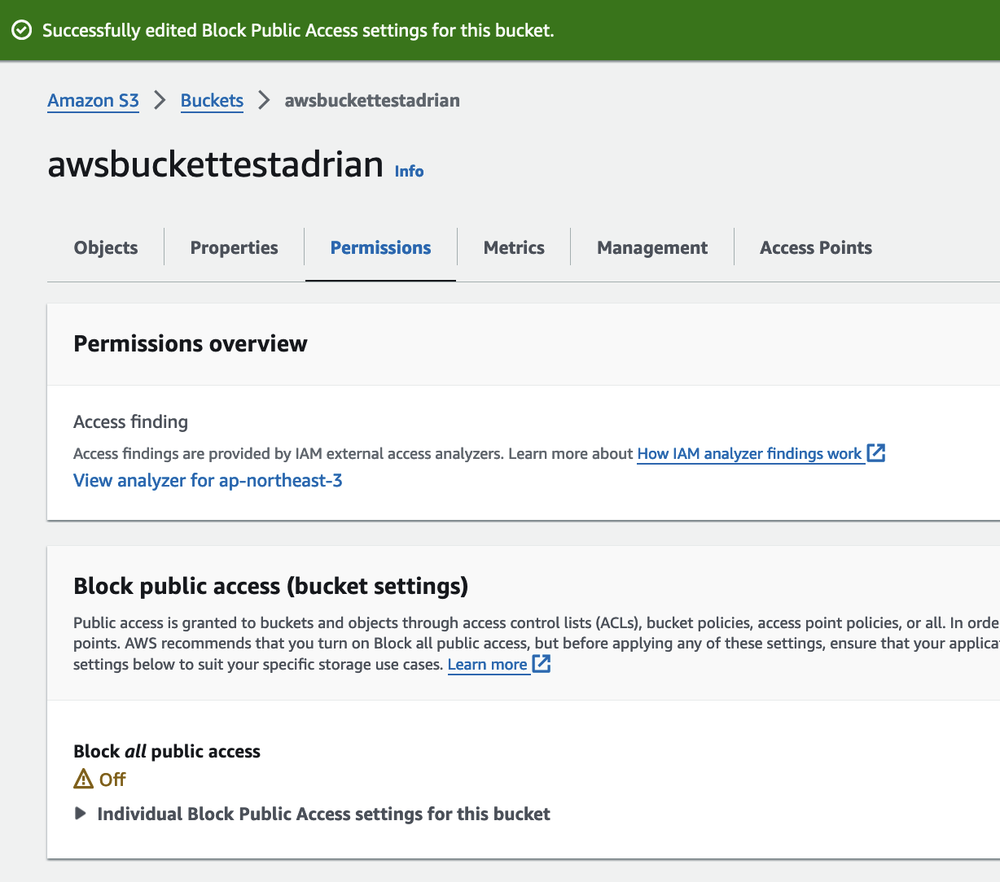 Successfully edited Block Public Access settings for this bucket.
Amazon S3 > Buckets > awsbuckettestadrian
awsbuckettestadrian Info
Objects Properties Permissions Metrics Management Access Points
Permissions overview
Access finding
Access findings are provided by IAM external access analyzers. Learn more about How IAM analyzer findings work
View analyzer for ap-northeast-3
Block public access (bucket settings)
Public access is granted to buckets and objects through access control lists (ACLs), bucket policies, access point policies, or all. In orde
points. AWS recommends that you turn on Block all public access, but before applying any of these settings, ensure that your applica
settings below to suit your specific storage use cases. Learn more
Block all public access
Off
Individual Block Public Access settings for this bucket